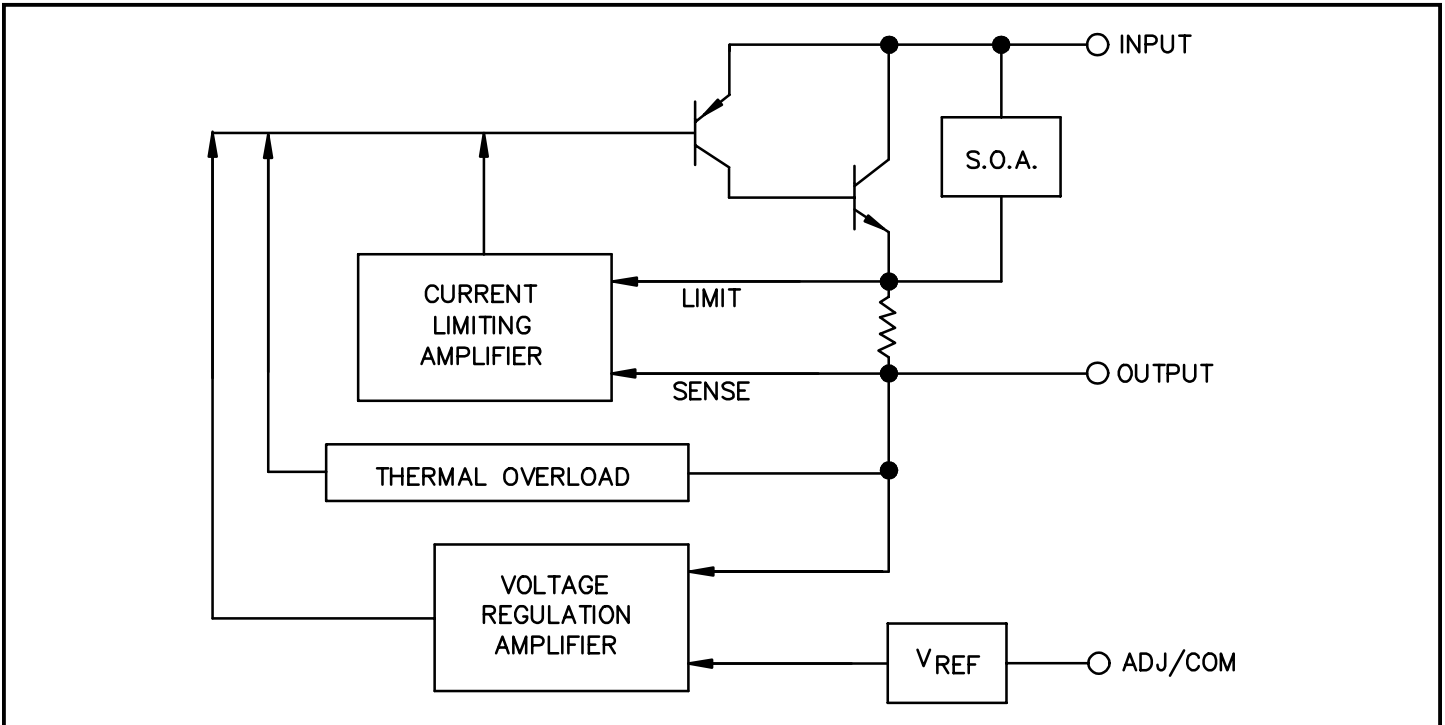 INPUT
S.O.A.
CURRENT
LIMITING
AMPLIFIER
LIMIT
SENSE
OUTPUT
THERMAL OVERLOAD
VOLTAGE
REGULATION
AMPLIFIER
VREF
ADJ/COM